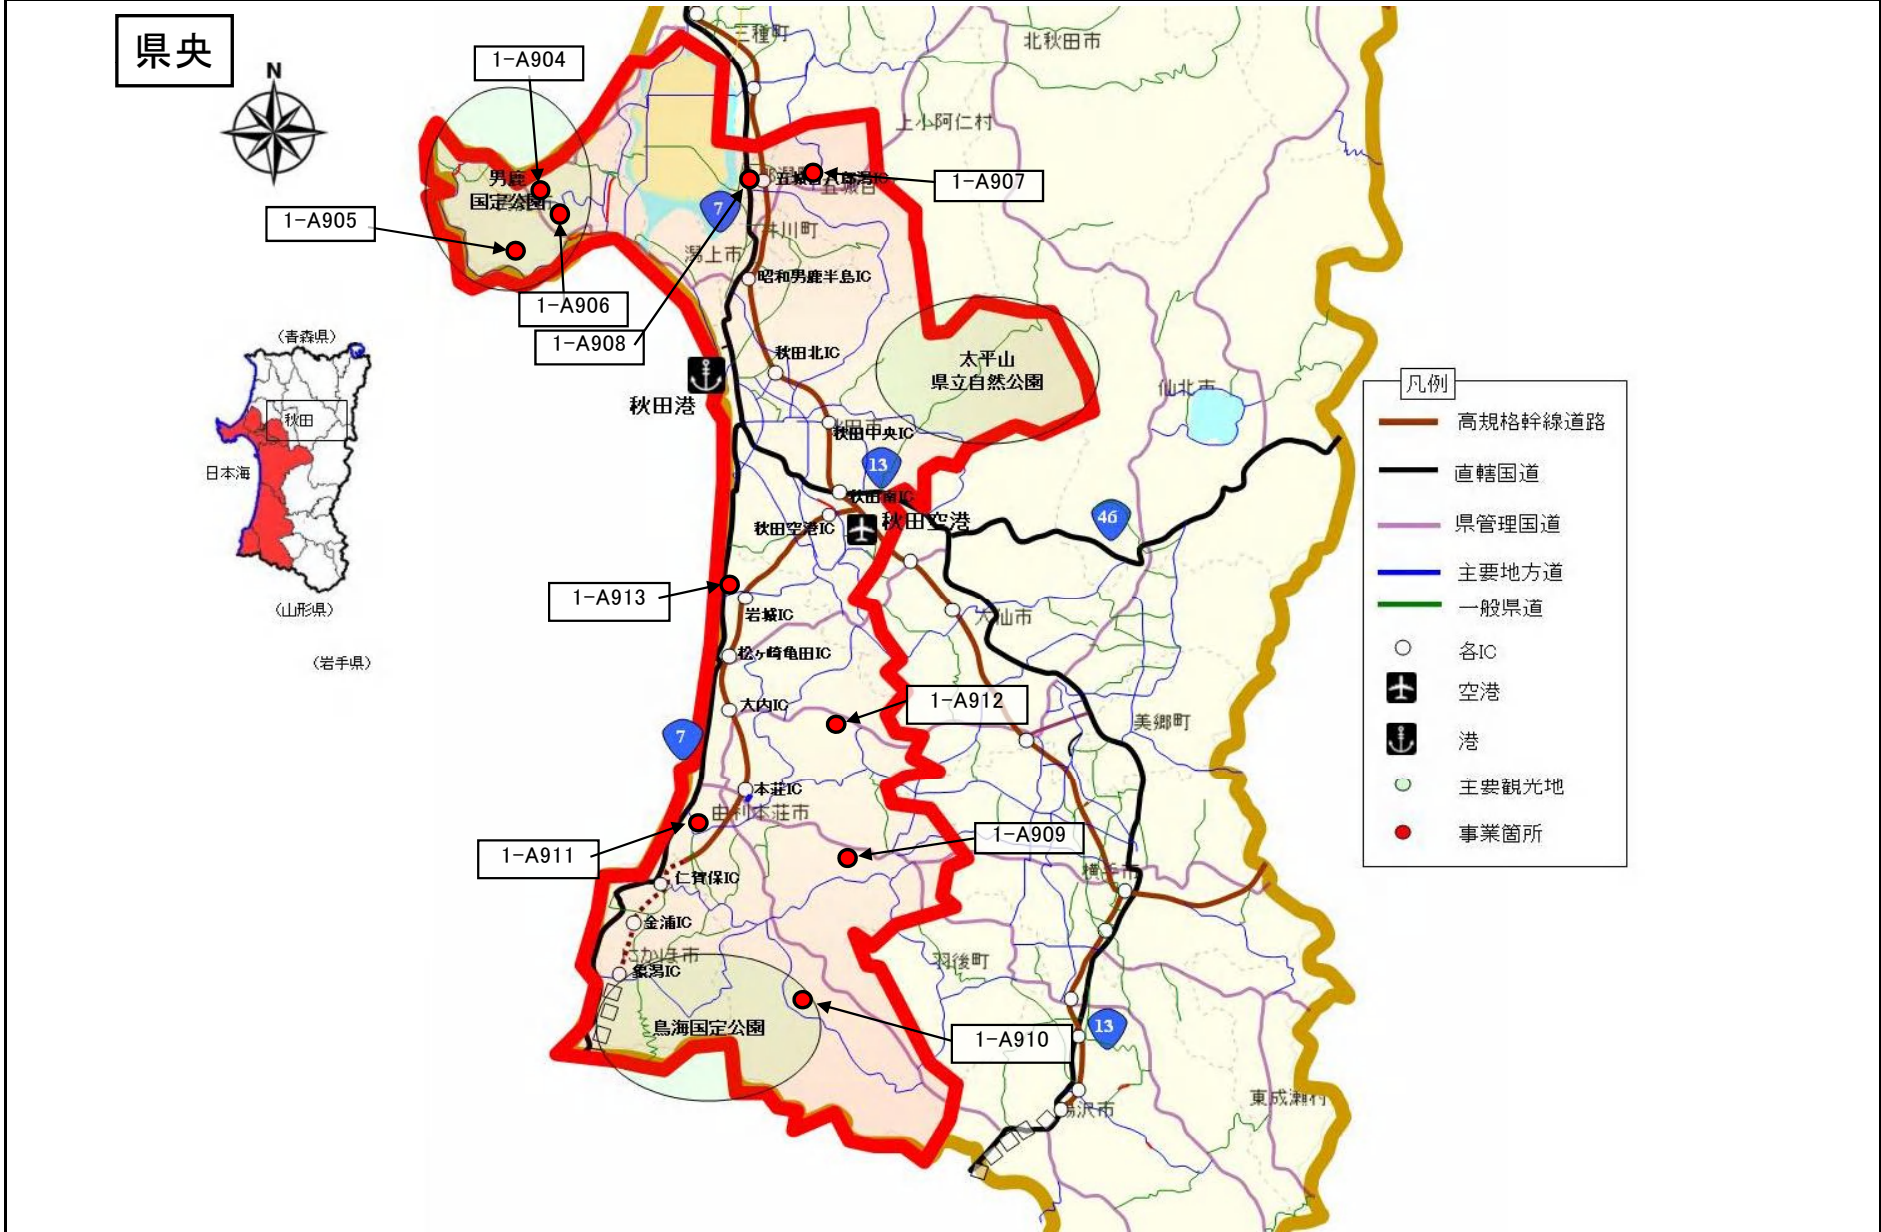 県央
N
1-A904
1-A905
1-A906
1-A908
1-A907
三種町
北秋田市
上小阿仁村
男鹿
国定公園
7
井川町
潟上市
昭和男鹿半島IC
秋田北IC
太平山
県立自然公園
仙北市
秋田港
秋田中央IC
13
秋田南IC
秋田空港IC
秋田空港
46
(青森県)
秋田
日本海
(山形県)
(岩手県)
1-A913
岩城IC
大仙市
松ヶ崎亀田IC
1-A912
大内IC
7
美郷町
本荘IC
由利本荘市
1-A911
1-A909
横手市
仁賀保IC
金浦IC
にかほ市
象潟IC
羽後町
鳥海国定公園
1-A910
13
湯沢市
東成瀬村
凡例
高規格幹線道路
直轄国道
県管理国道
主要地方道
一般県道
各IC
空港
港
主要観光地
事業箇所